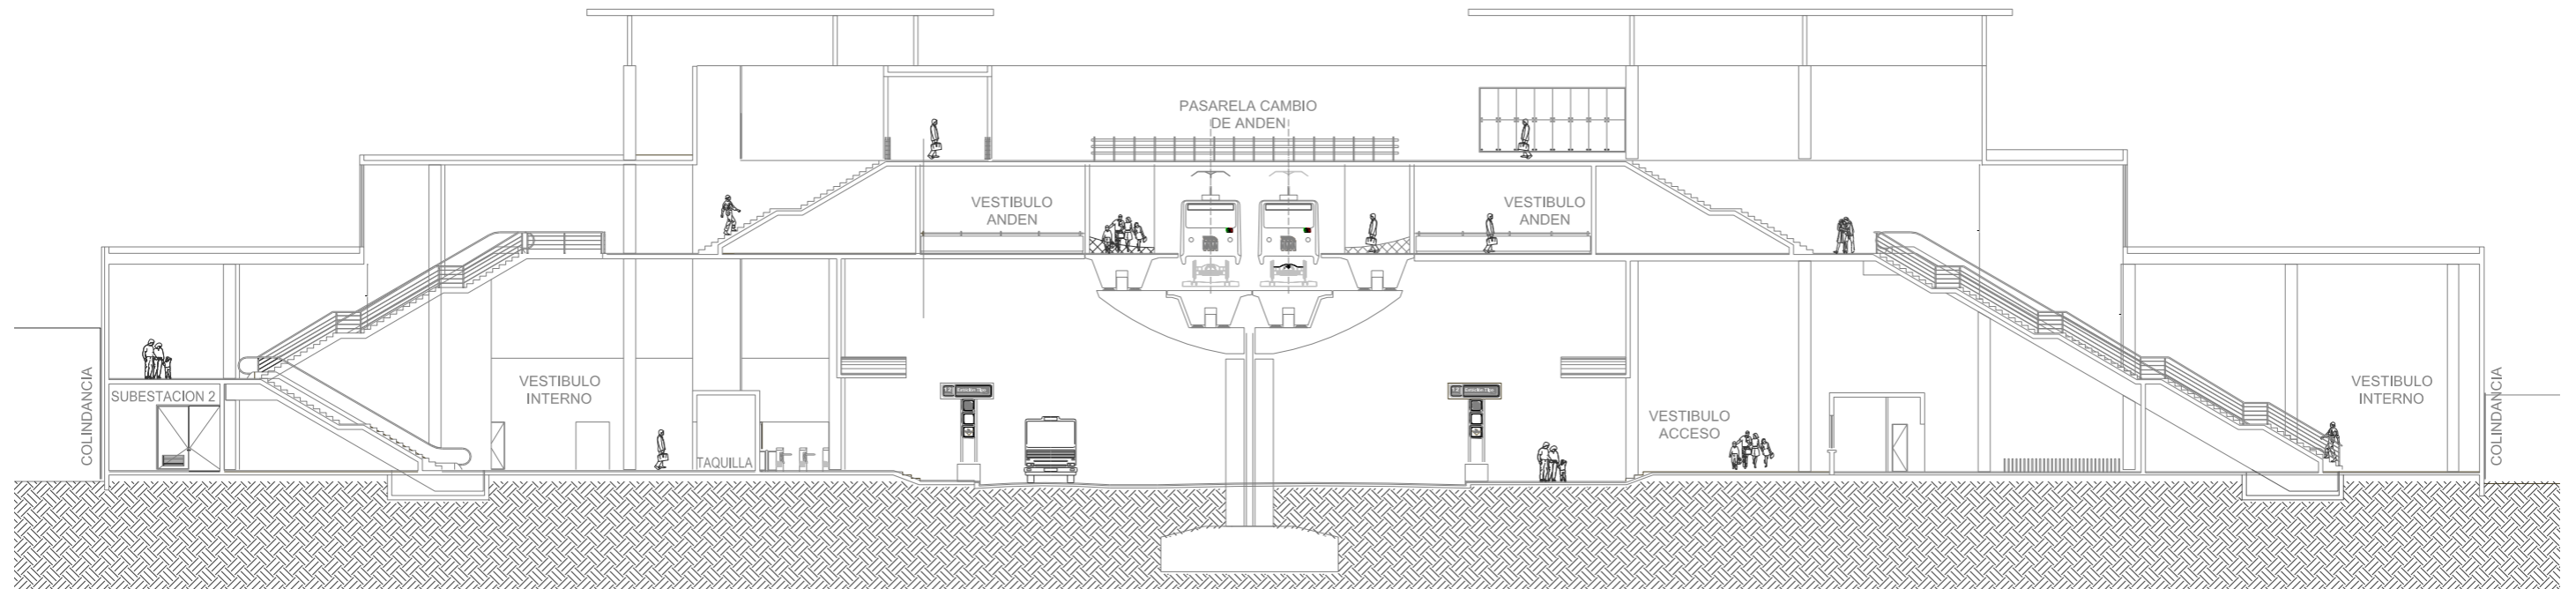 PASARELA CAMBIO
DE ANDEN
VESTIBULO
ANDEN
VESTIBULO
ANDEN
COLINDANCIA
SUBESTACION 2
VESTIBULO
INTERNO
TAQUILLA
VESTIBULO
ACCESO
VESTIBULO
INTERNO
COLINDANCIA